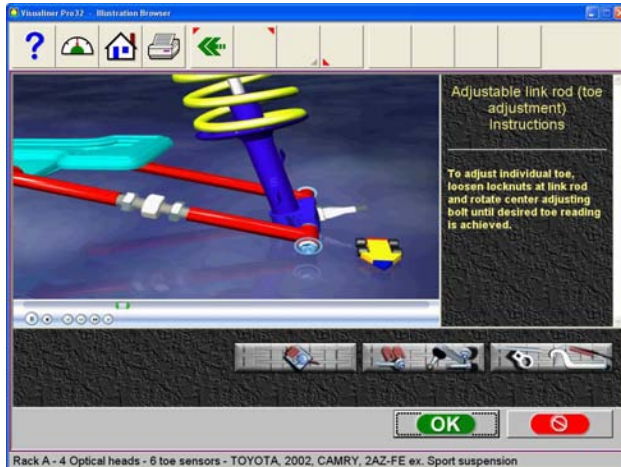 Visualiner Pro32 - Illustration Browser
?
Adjustable link rod (toe
adjustment)
Instructions
To adjust individual toe,
loosen locknuts at link rod
and rotate center adjusting
bolt until desired toe reading
is achieved.
OK
Rack A - 4 Optical heads - 6 toe sensors - TOYOTA, 2002, CAMRY, 2AZ-FE ex. Sport suspension